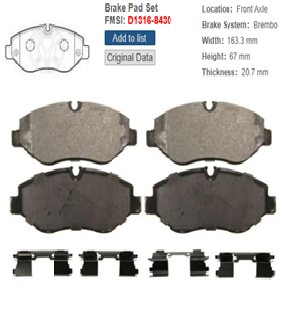 Brake Pad Set
FMSI: D1316-8430
Add to list
Original Data
Location: Front Axle
Brake System: Brembo
Width: 163.3 mm
Height: 67 mm
Thickness: 20.7 mm